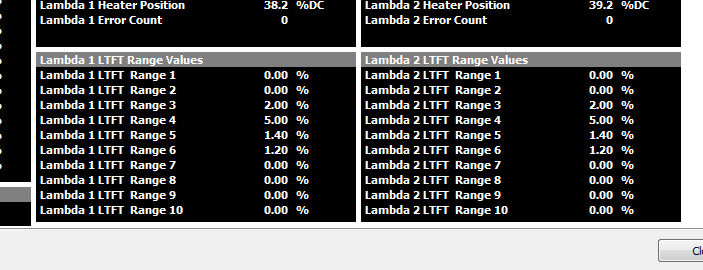 Lambda 1 Heater Position 38.2 %DC
Lambda 1 Error Count 0
Lambda 1 LTFT Range Values
Lambda 1 LTFT Range 1 0.00 %
Lambda 1 LTFT Range 2 0.00 %
Lambda 1 LTFT Range 3 2.00 %
Lambda 1 LTFT Range 4 5.00 %
Lambda 1 LTFT Range 5 1.40 %
Lambda 1 LTFT Range 6 1.20 %
Lambda 1 LTFT Range 7 0.00 %
Lambda 1 LTFT Range 8 0.00 %
Lambda 1 LTFT Range 9 0.00 %
Lambda 1 LTFT Range 10 0.00 %
Lambda 2 Heater Position 39.2 %DC
Lambda 2 Error Count 0
Lambda 2 LTFT Range Values
Lambda 2 LTFT Range 1 0.00 %
Lambda 2 LTFT Range 2 0.00 %
Lambda 2 LTFT Range 3 2.00 %
Lambda 2 LTFT Range 4 5.00 %
Lambda 2 LTFT Range 5 1.40 %
Lambda 2 LTFT Range 6 1.20 %
Lambda 2 LTFT Range 7 0.00 %
Lambda 2 LTFT Range 8 0.00 %
Lambda 2 LTFT Range 9 0.00 %
Lambda 2 LTFT Range 10 0.00 %